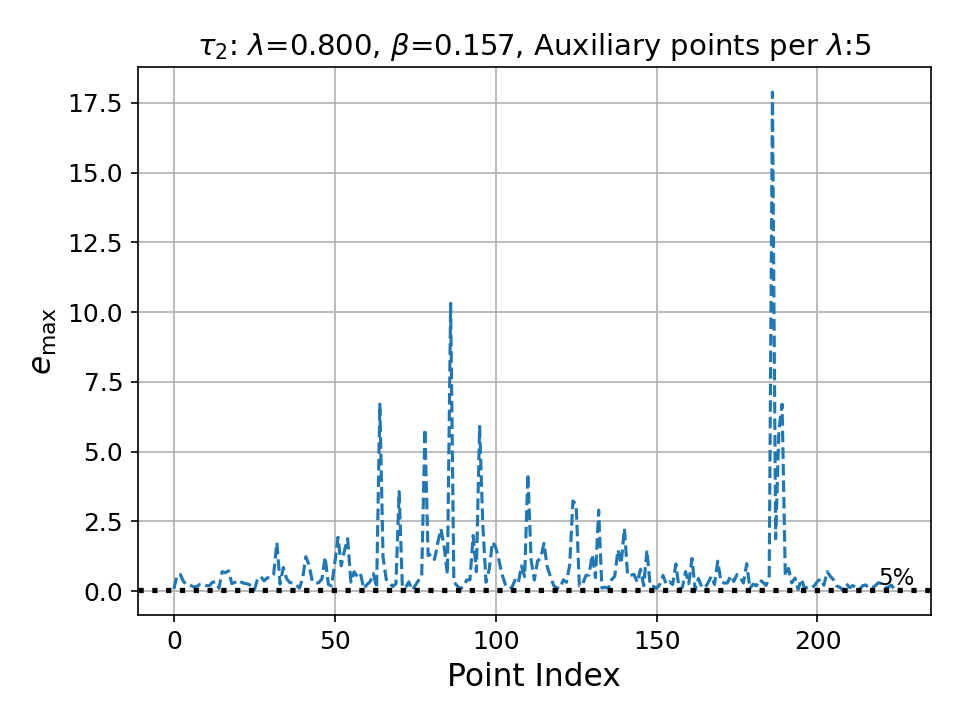 τ₂: λ=0.800, β=0.157, Auxiliary points per λ:5
17.5
15.0
12.5
10.0
7.5
5.0
2.5
0.0
e_max
5%
0 50 100 150 200
Point Index